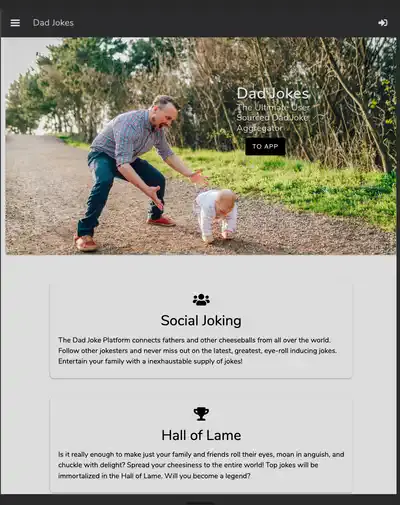 Dad Jokes
Dad Jokes
The Ultimate User
Sourced Dad Joke
Aggregator
TO APP
Social Joking
The Dad Joke Platform connects fathers and other cheeseballs from all over the world.
Follow other jokesters and never miss out on the latest, greatest, eye-roll inducing jokes.
Entertain your family with a inexhaustable supply of jokes!
Hall of Lame
Is it really enough to make just your family and friends roll their eyes, moan in anguish, and
chuckle with delight? Spread your cheesiness to the entire world! Top jokes will be
immortalized in the Hall of Lame. Will you become a legend?